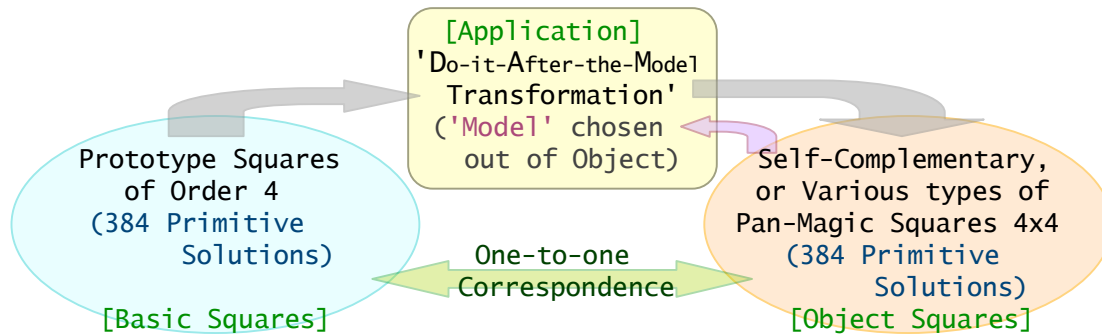 [Application]
'Do-it-After-the-Model
Transformation'
('Model' chosen
out of Object)
Prototype Squares
of Order 4
(384 Primitive
Solutions)
[Basic Squares]
One-to-one
Correspondence
Self-Complementary,
or Various types of
Pan-Magic Squares 4x4
(384 Primitive
Solutions)
[Object Squares]